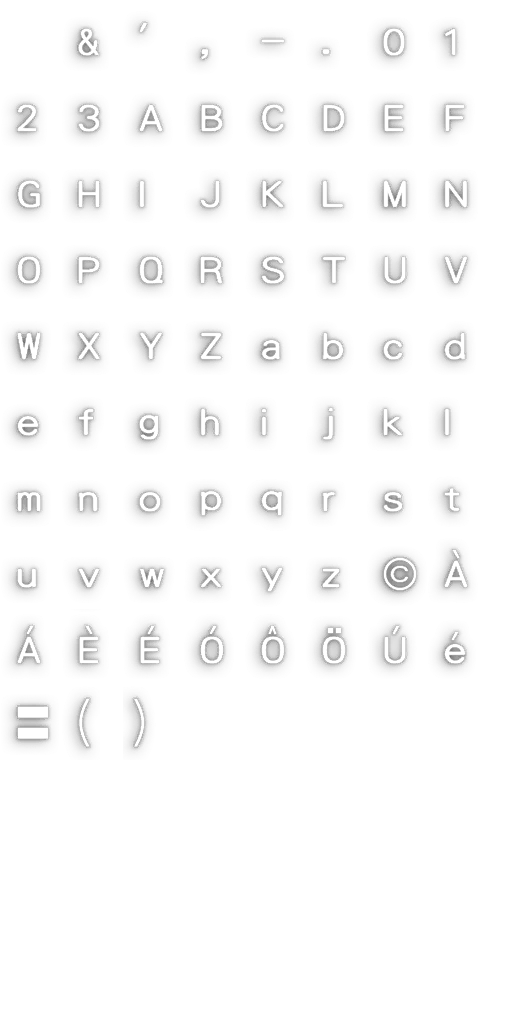 & ′ , − . 0 1
2 3 A B C D E F
G H I J K L M N
O P Q R S T U V
W X Y Z a b c d
e f g h i j k l
m n o p q r s t
u v w x y z © À
Á È É Ó Ô Ö Ú é
= ( )